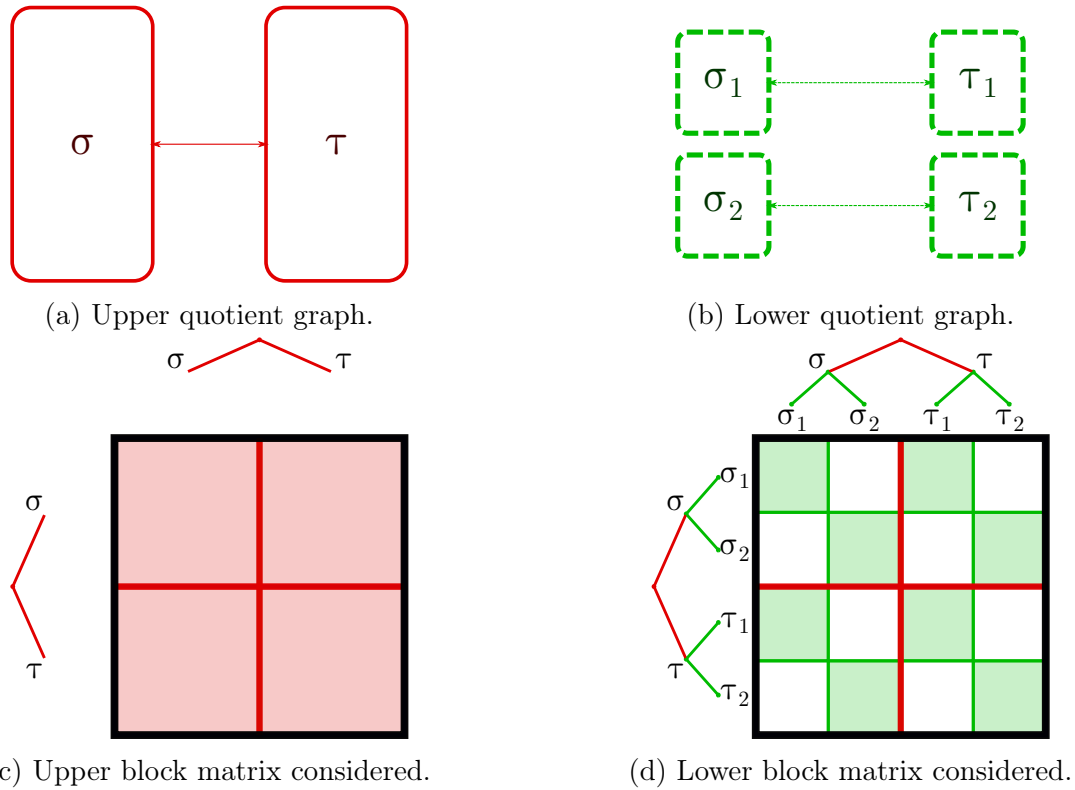 σ τ
σ₁ τ₁
σ₂ τ₂
(a) Upper quotient graph.
(b) Lower quotient graph.
σ τ
σ τ
σ₁ σ₂ τ₁ τ₂
σ
τ
σ
τ
σ₁
σ₂
τ₁
τ₂
c) Upper block matrix considered.
(d) Lower block matrix considered.